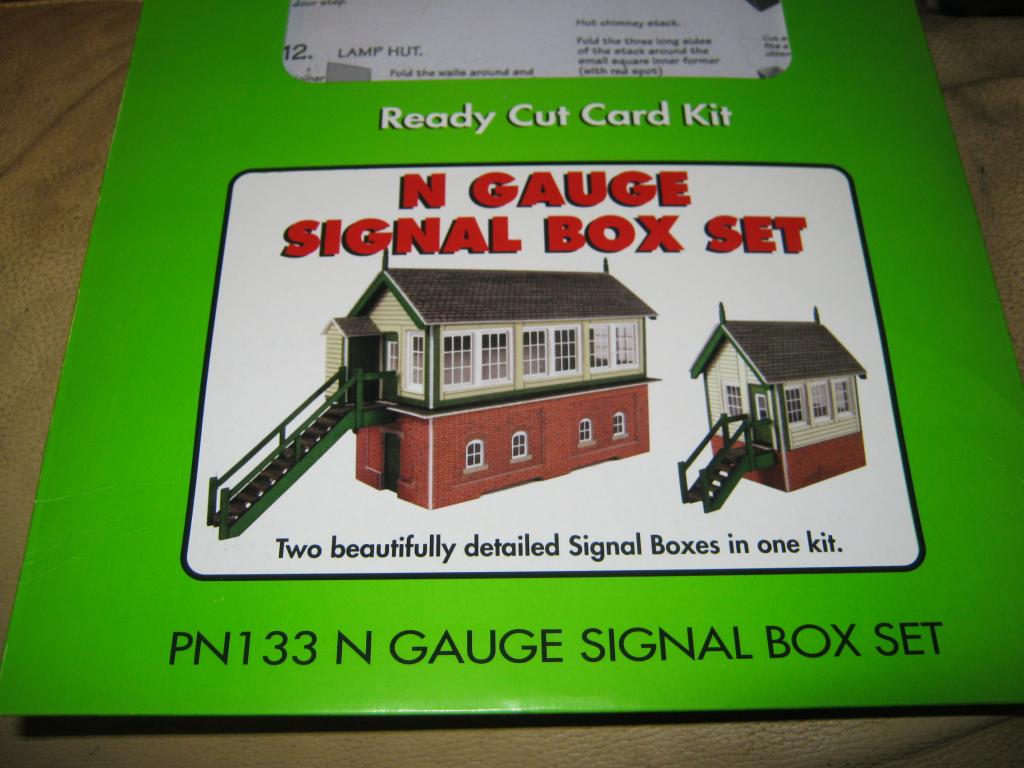 door step.
Hut chimney stack.
12. LAMP HUT.
Fold the three long sides
of the stack around the
small square inner former
(with red spot)
Fold the walls around and
Ready Cut Card Kit
N GAUGE
SIGNAL BOX SET
Two beautifully detailed Signal Boxes in one kit.
PN133 N GAUGE SIGNAL BOX SET